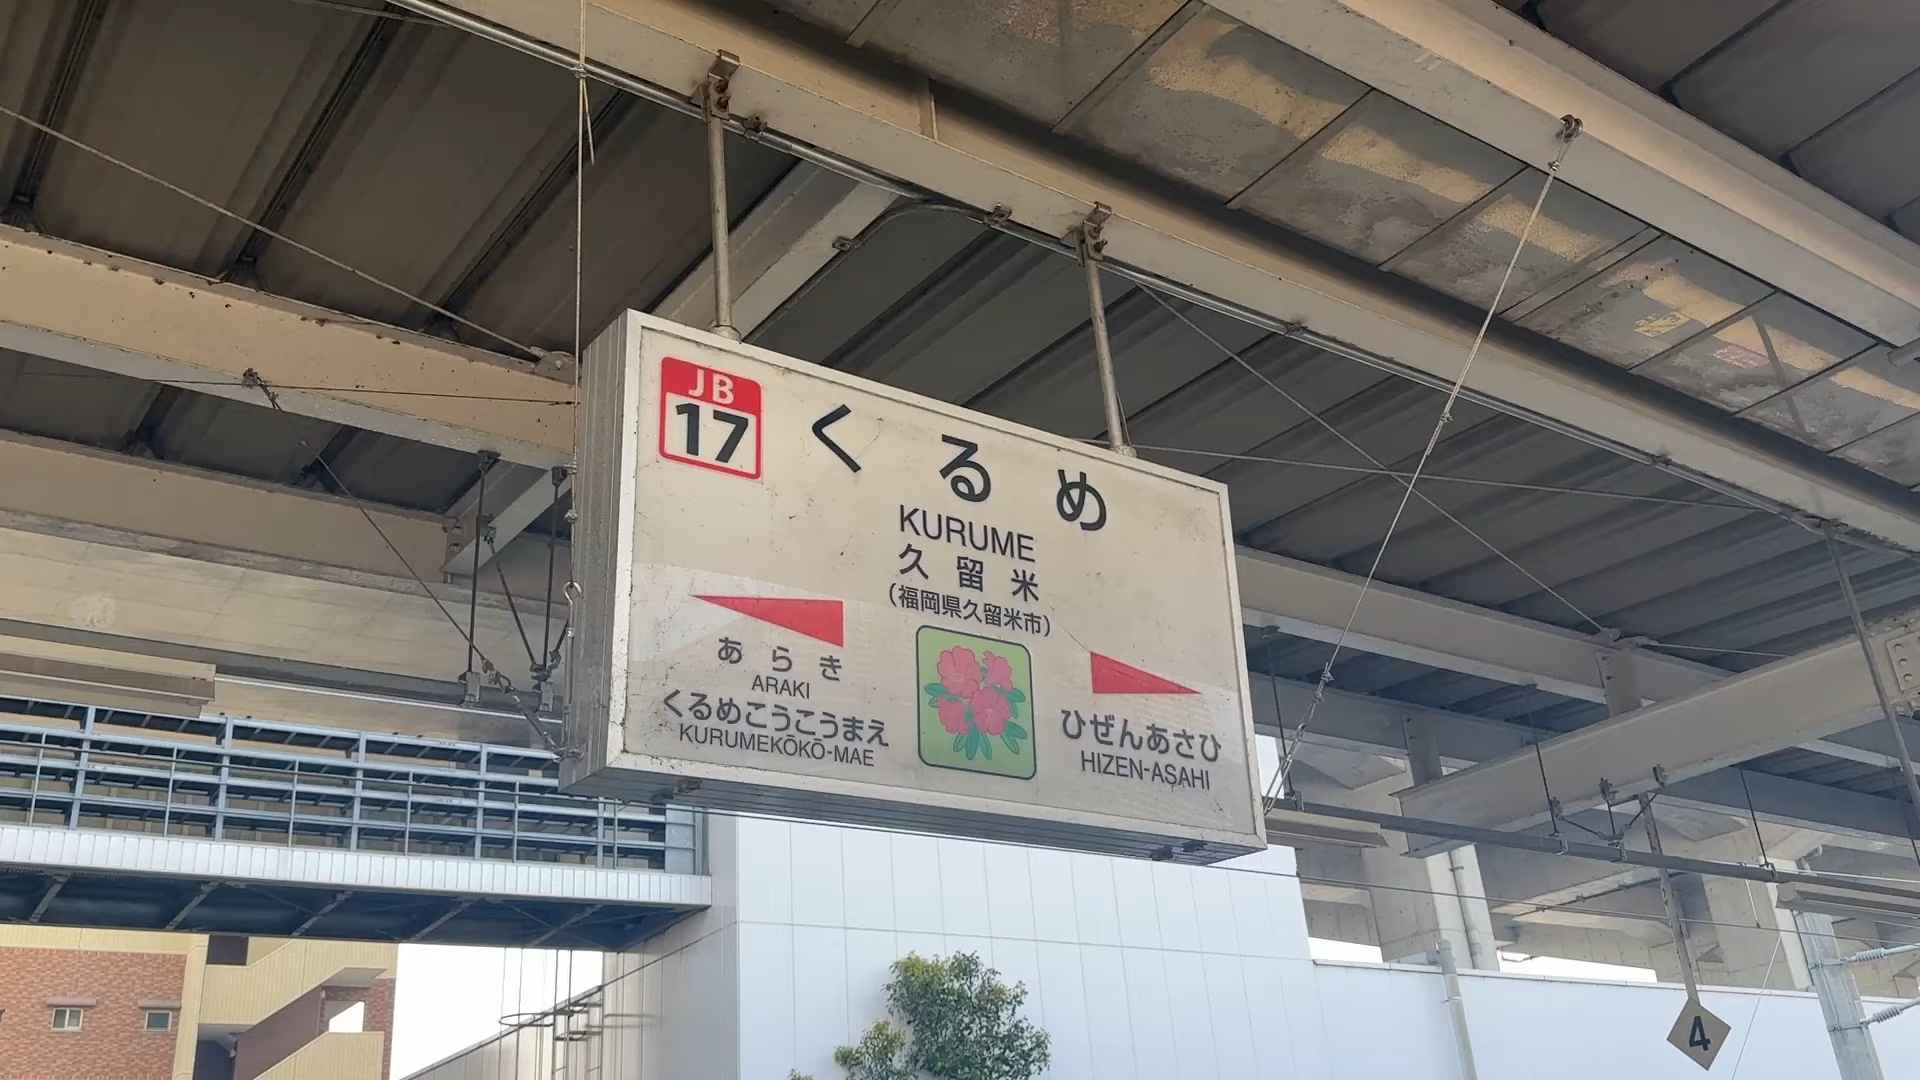 JB
17
くるめ
KURUME
久留米
(福岡県久留米市)
あらき
ARAKI
くるめこうこうまえ
KURUMEKŌKŌ-MAE
ひぜんあさひ
HIZEN-ASAHI
4